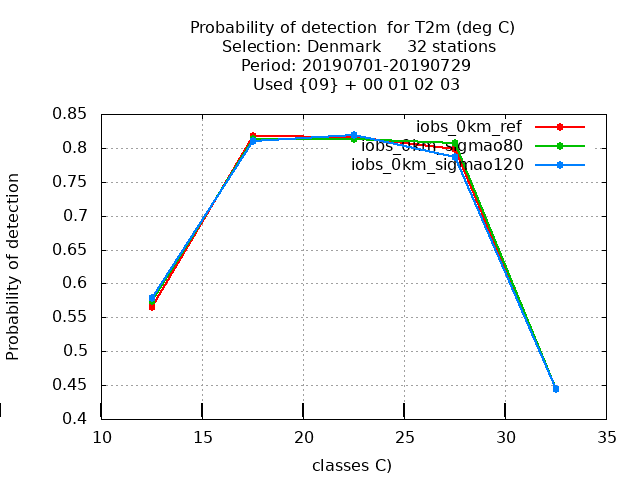 Probability of detection  for T2m (deg C)
Selection: Denmark     32 stations
Period: 20190701-20190729
Used {09} + 00 01 02 03
0.85
0.8
0.75
0.7
0.65
0.6
0.55
0.5
0.45
0.4
Probability of detection
iobs_0km_ref
iobs_0km_sigmao80
iobs_0km_sigmao120
10 15 20 25 30 35
classes C)